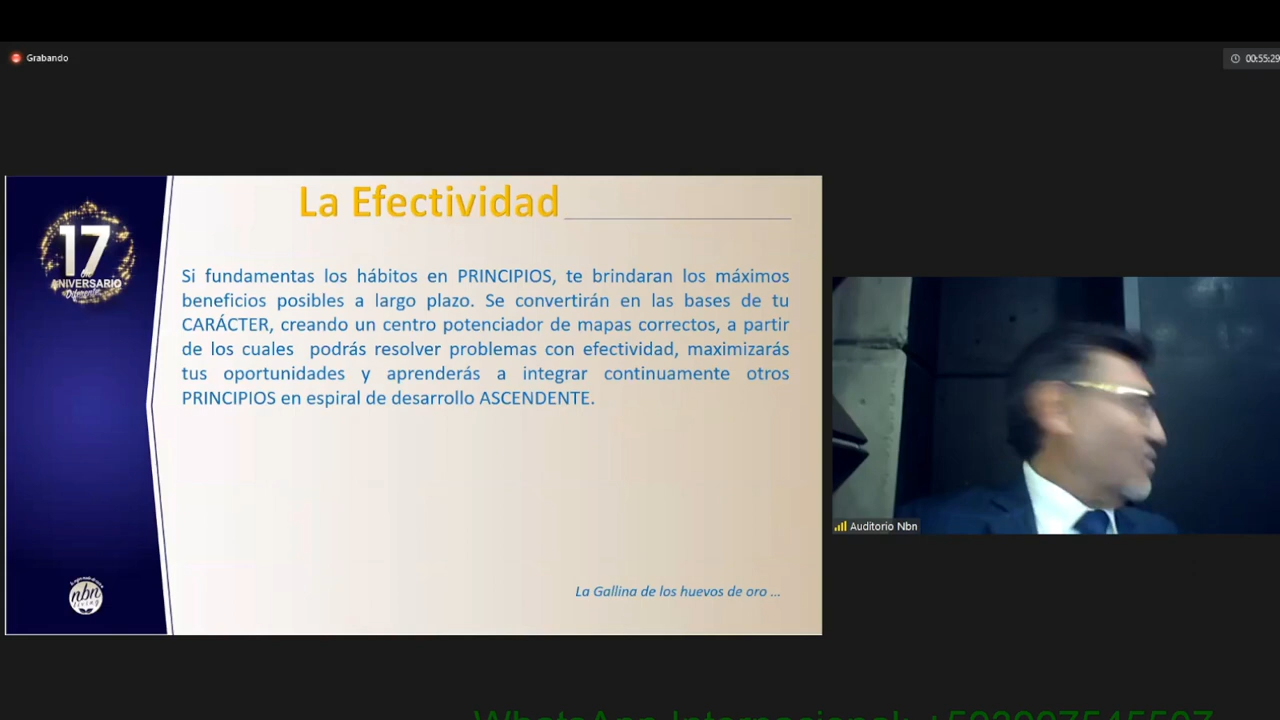 Grabando
00:55:29
La Efectividad
17
ANIVERSARIO
Si fundamentas los hábitos en PRINCIPIOS, te brindaran los máximos
beneficios posibles a largo plazo. Se convertirán en las bases de tu
CARÁCTER, creando un centro potenciador de mapas correctos, a partir
de los cuales podrás resolver problemas con efectividad, maximizarás
tus oportunidades y aprenderás a integrar continuamente otros
PRINCIPIOS en espiral de desarrollo ASCENDENTE.
nbn
living
La Gallina de los huevos de oro ...
Auditorio Nbn
WhatsApp Internacional: